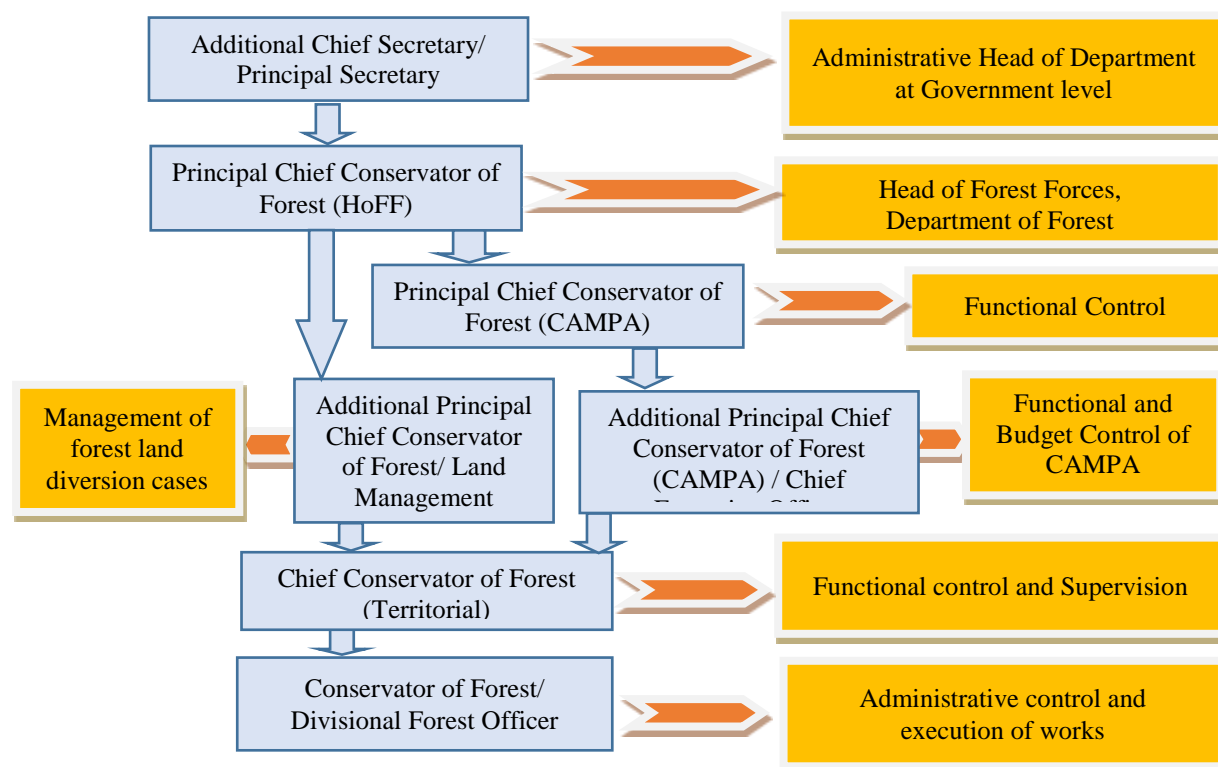 Additional Chief Secretary/
Principal Secretary
Administrative Head of Department
at Government level
Principal Chief Conservator of
Forest (HoFF)
Head of Forest Forces,
Department of Forest
Principal Chief Conservator of
Forest (CAMPA)
Functional Control
Management of
forest land
diversion cases
Additional Principal
Chief Conservator
of Forest/ Land
Management
Additional Principal Chief
Conservator of Forest
(CAMPA) / Chief
Functional and
Budget Control of
CAMPA
Chief Conservator of Forest
(Territorial)
Functional control and Supervision
Conservator of Forest/
Divisional Forest Officer
Administrative control and
execution of works